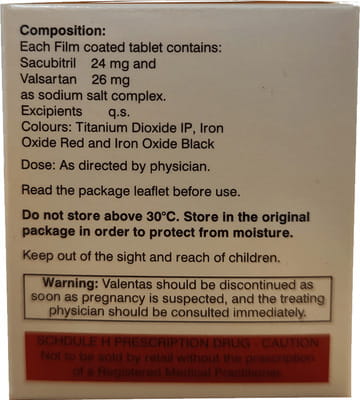 Composition:
Each Film coated tablet contains:
Sacubitril 24 mg and
Valsartan 26 mg
as sodium salt complex.
Excipients q.s.
Colours: Titanium Dioxide IP, Iron
Oxide Red and Iron Oxide Black
Dose: As directed by physician.
Read the package leaflet before use.
Do not store above 30°C. Store in the original
package in order to protect from moisture.
Keep out of the sight and reach of children.
Warning: Valentas should be discontinued as
soon as pregnancy is suspected, and the treating
physician should be consulted immediately.
SCHDULE H PRESCRIPTION DRUG - CAUTION
Not to be sold by retail without the prescription
of a Registered Medical Practitioner.